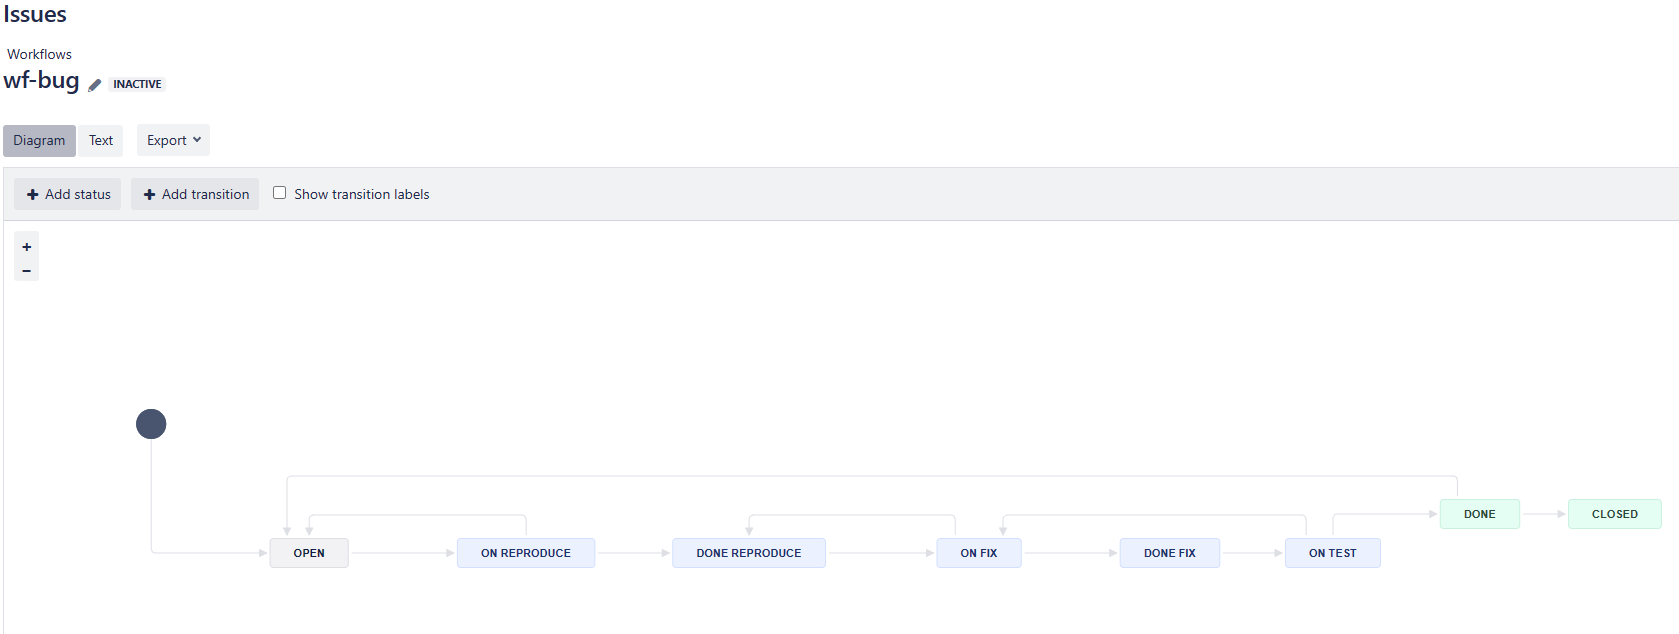 Issues
Workflows
wf-bug INACTIVE
Diagram Text Export
+ Add status + Add transition Show transition labels
+
−
DONE CLOSED
OPEN ON REPRODUCE DONE REPRODUCE ON FIX DONE FIX ON TEST